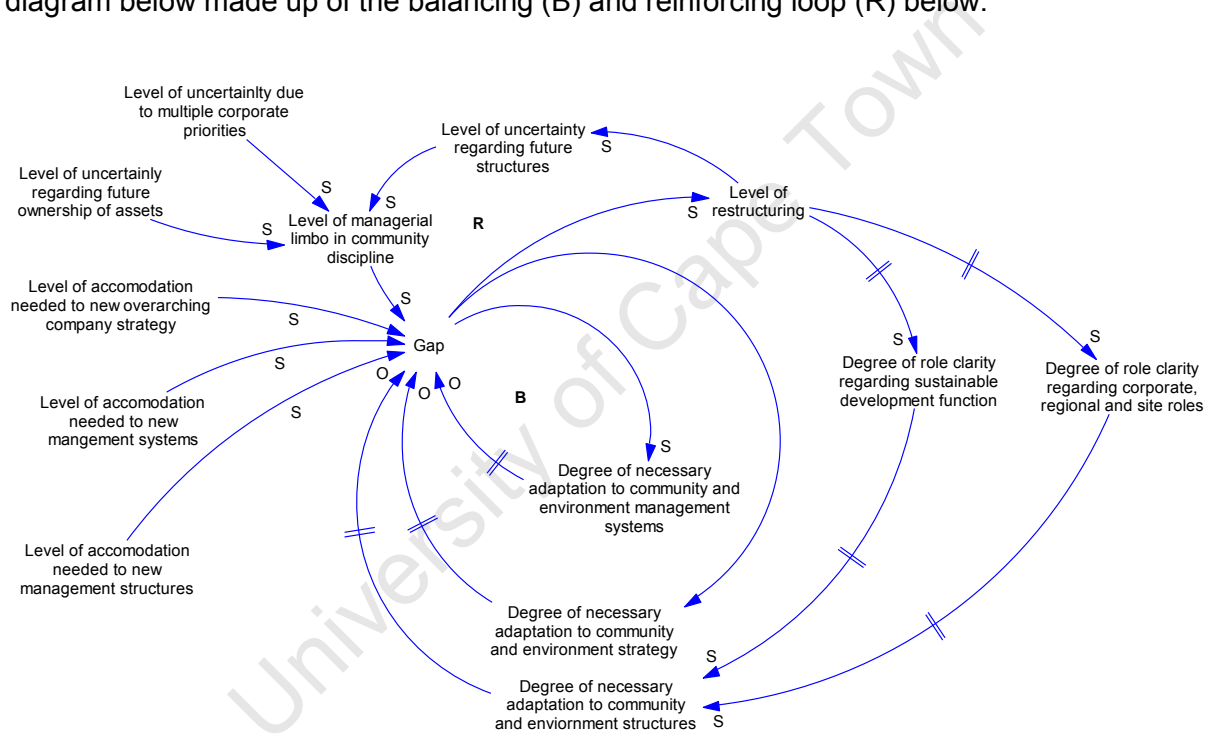 diagram below made up of the balancing (B) and reinforcing loop (R) below.
Level of uncertainlty due
to multiple corporate
priorities
Level of uncertainty
regarding future
structures
Level of uncertainly
regarding future
ownership of assets
Level of
restructuring
S
S
S
S
S
S
Level of managerial
limbo in community
discipline
R
Level of accomodation
needed to new overarching
company strategy
S
S
Gap
S
Degree of role clarity
regarding sustainable
development function
S
Degree of role clarity
regarding corporate,
regional and site roles
S
O
O
O
B
Level of accomodation
needed to new
mangement systems
S
S
Degree of necessary
adaptation to community and
environment management
systems
Level of accomodation
needed to new
management structures
Degree of necessary
adaptation to community
and environment strategy
S
Degree of necessary
adaptation to community
and enviornment structures
S
University of Cape Town